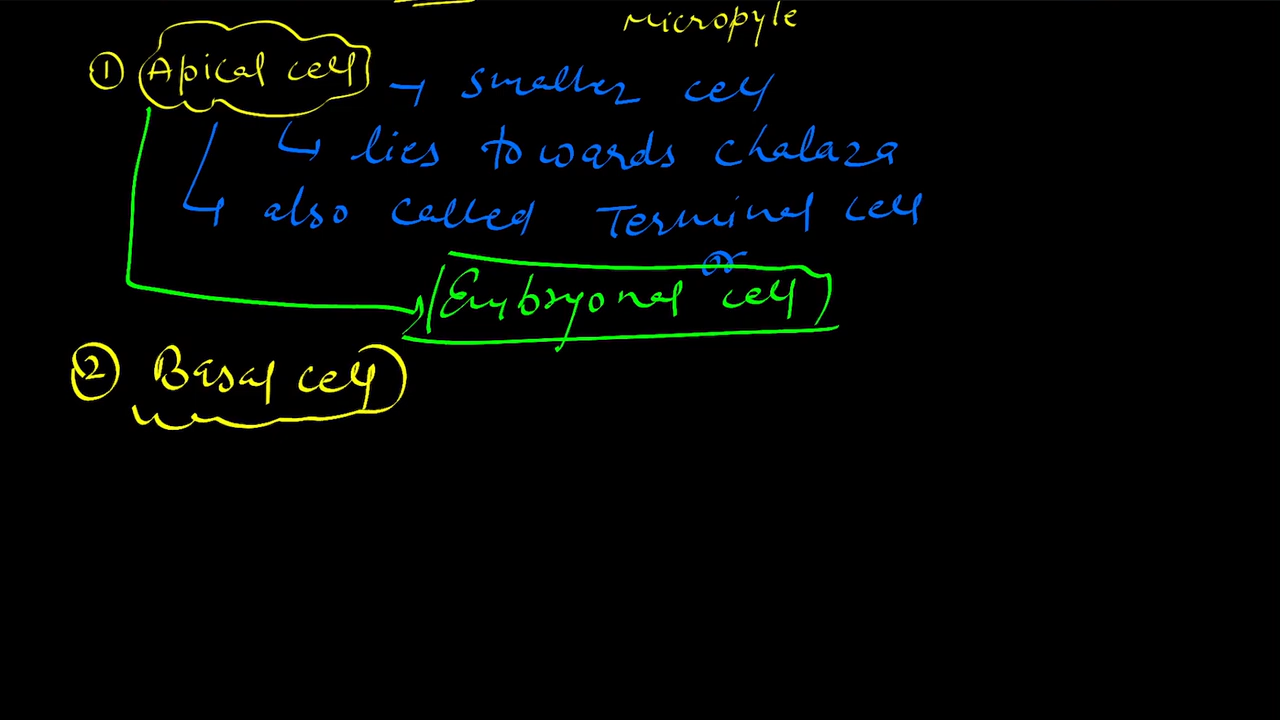 Micropyle
① Apical cell → Smaller cell
↳ lies towards chalaza
↳ also called Terminal cell
or
Embryonal cell
② Basal cell